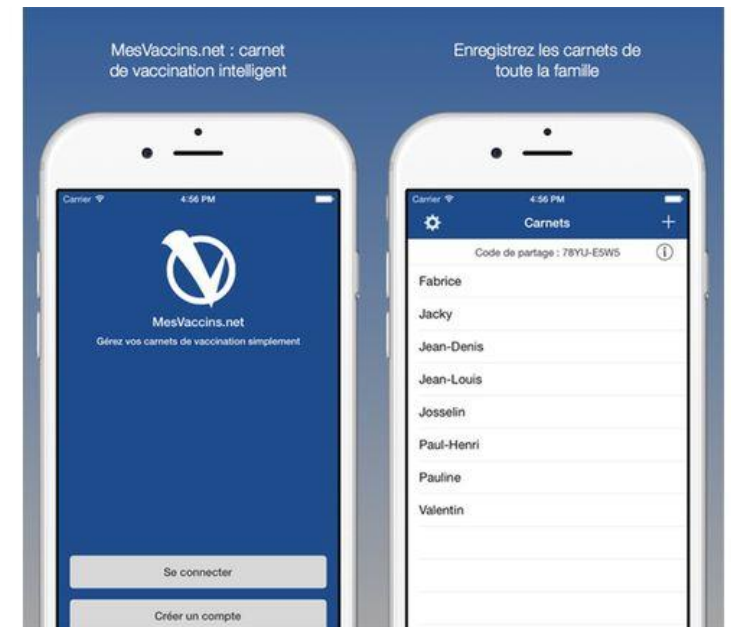 MesVaccins.net : carnet
de vaccination intelligent
Carrier 4:56 PM
MesVaccins.net
Gérez vos carnets de vaccination simplement
Se connecter
Créer un compte
Enregistrez les carnets de
toute la famille
Carrier 4:56 PM
Carnets +
Code de partage : 78YU-E5W5 i
Fabrice
Jacky
Jean-Denis
Jean-Louis
Josselin
Paul-Henri
Pauline
Valentin